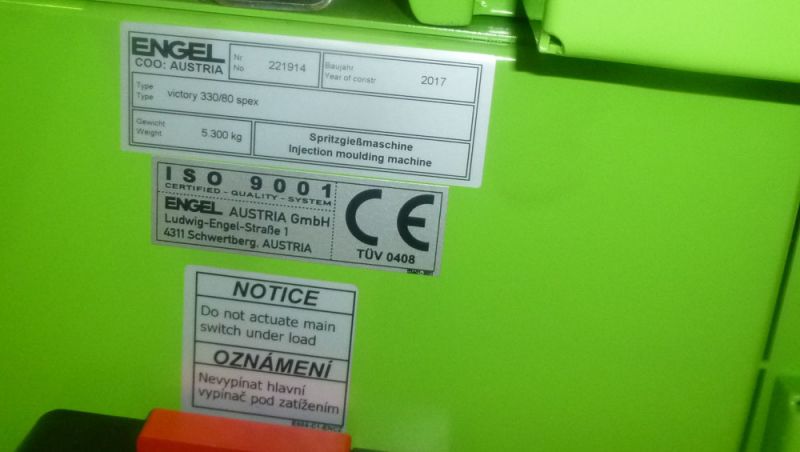 ENGEL
COO: AUSTRIA
Nr
No
221914
Baujahr
Year of constr
2017
Type
Type
victory 330/80 spex
Gewicht
Weight
5.300 kg
Spritzgießmaschine
Injection moulding machine
ISO 9001
CERTIFIED - QUALITY - SYSTEM
ENGEL AUSTRIA GmbH
Ludwig-Engel-Straße 1
4311 Schwertberg, AUSTRIA
CE
TÜV 0408
NOTICE
Do not actuate main
switch under load
OZNÁMENÍ
Nevypínat hlavní
vypínač pod zatížením